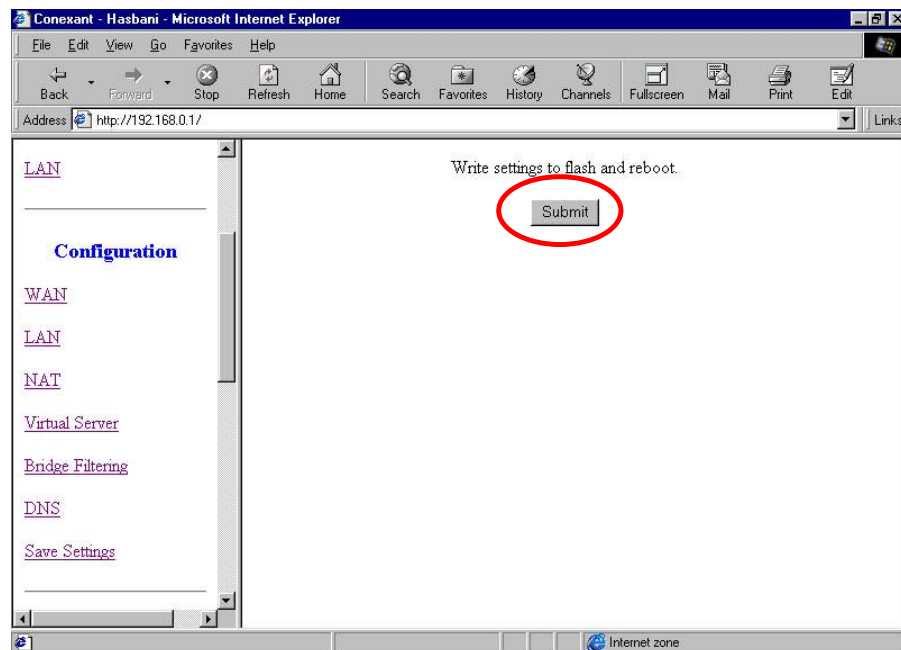 Conexant - Hasbani - Microsoft Internet Explorer
File Edit View Go Favorites Help
Back Forward Stop Refresh Home Search Favorites History Channels Fullscreen Mail Print Edit
Address http://192.168.0.1/ Links
LAN
Configuration
WAN
LAN
NAT
Virtual Server
Bridge Filtering
DNS
Save Settings
Write settings to flash and reboot.
Submit
Internet zone